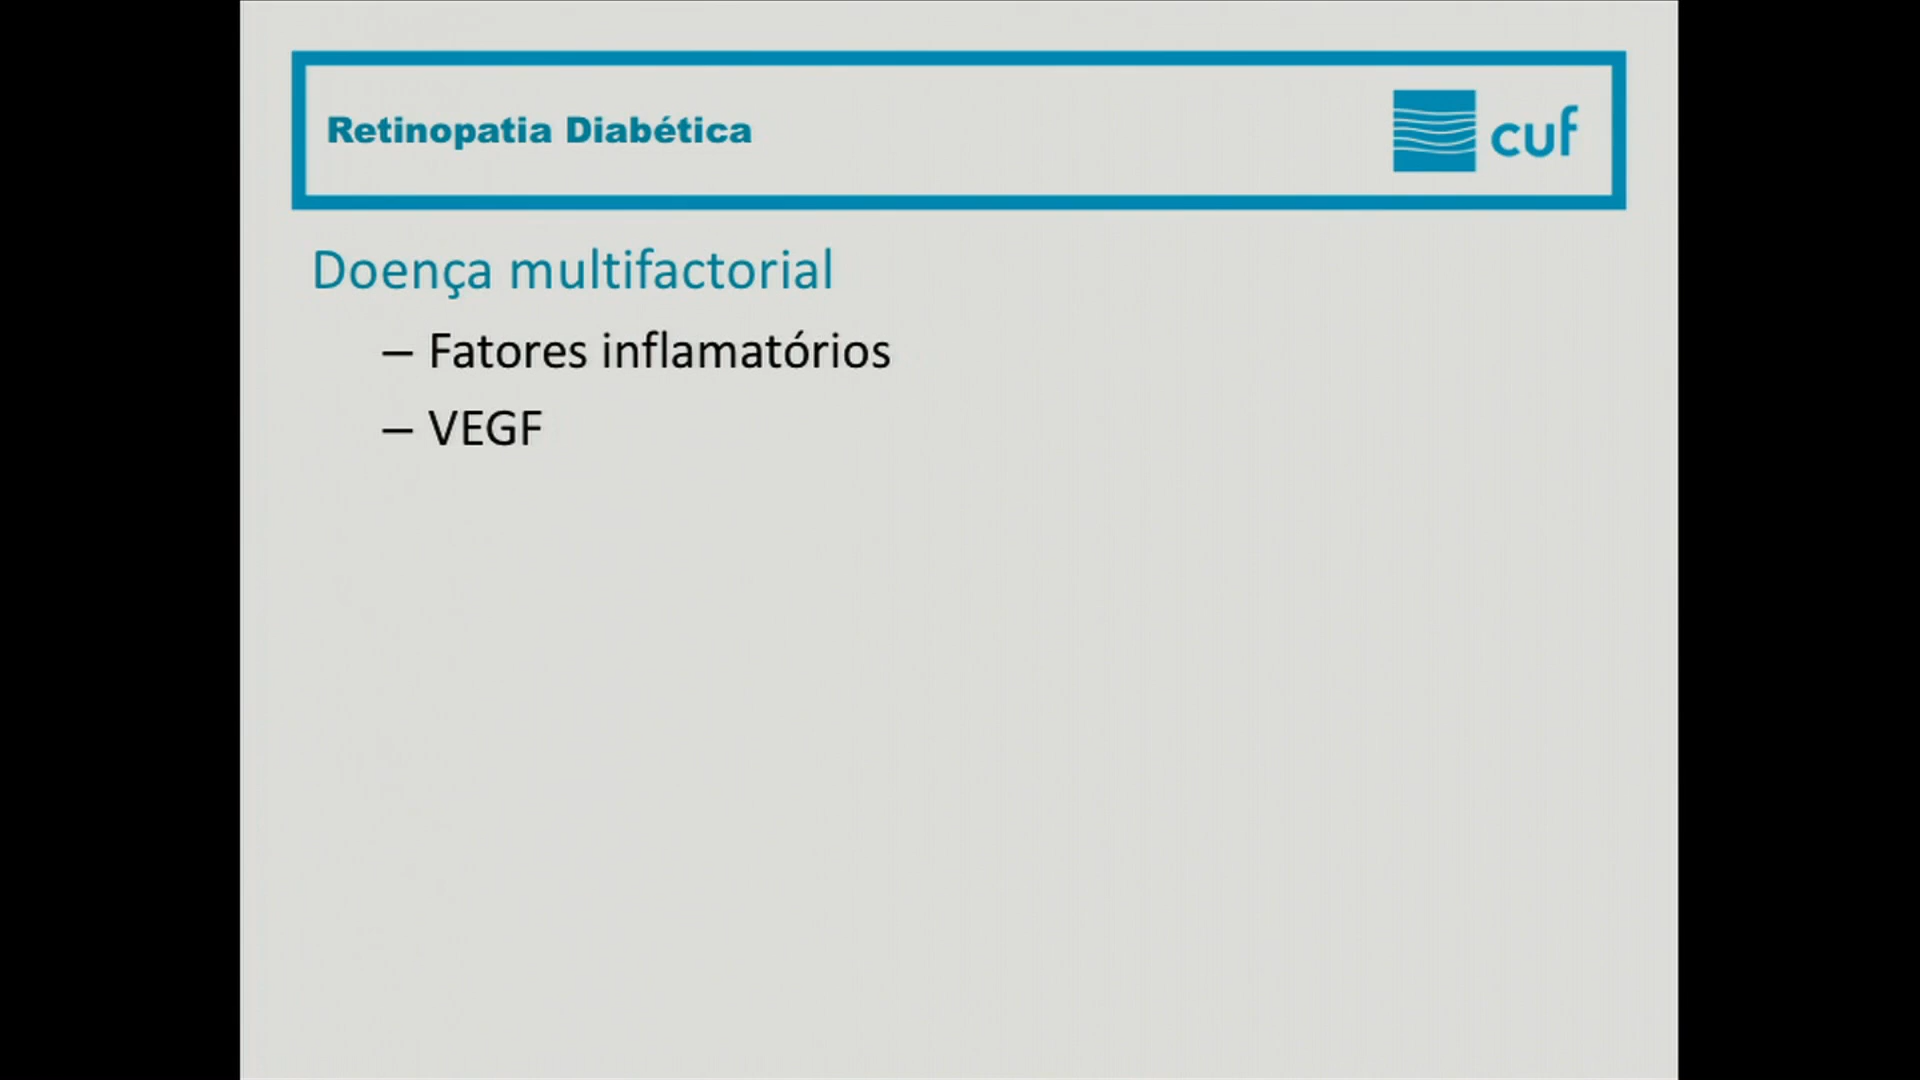 Retinopatia Diabética
cuf
Doença multifactorial
– Fatores inflamatórios
– VEGF